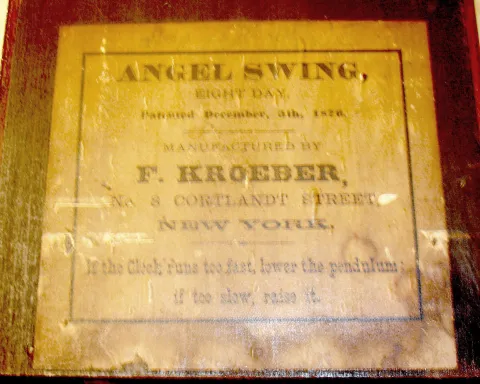 ANGEL SWING,
EIGHT DAY.
Patented December, 5th, 1876.
MANUFACTURED BY
F. KROEBER,
No. 8 CORTLANDT STREET,
NEW YORK.
If the Clock runs too fast, lower the pendulum;
if too slow, raise it.